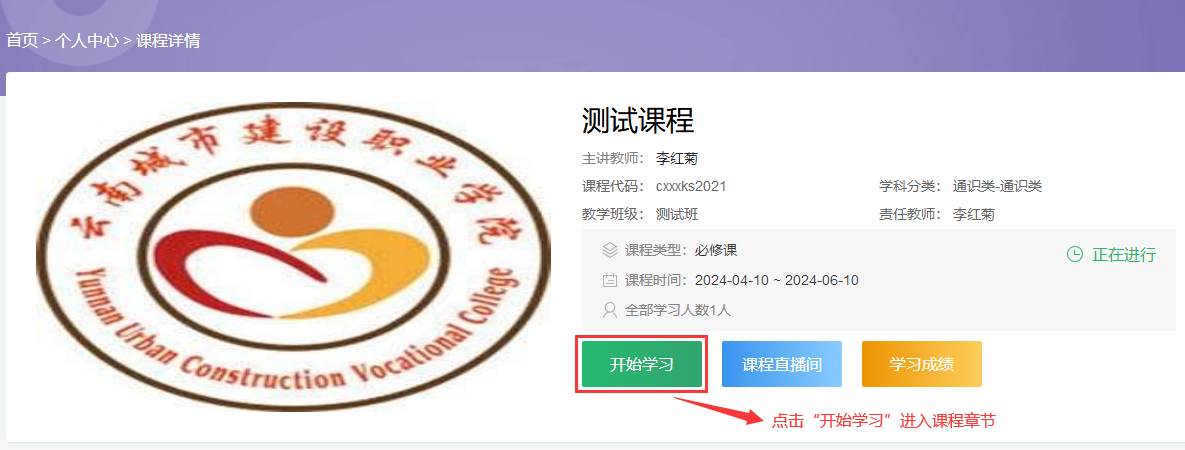 首页 > 个人中心 > 课程详情
云南城市建设职业学院
Yunnan Urban Construction Vocational College
测试课程
主讲教师： 李红菊
课程代码： cxxxks2021 学科分类： 通识类-通识类
教学班级： 测试班 责任教师： 李红菊
课程类型： 必修课 正在进行
课程时间： 2024-04-10 ~ 2024-06-10
全部学习人数1人
开始学习 课程直播间 学习成绩
点击“开始学习”进入课程章节